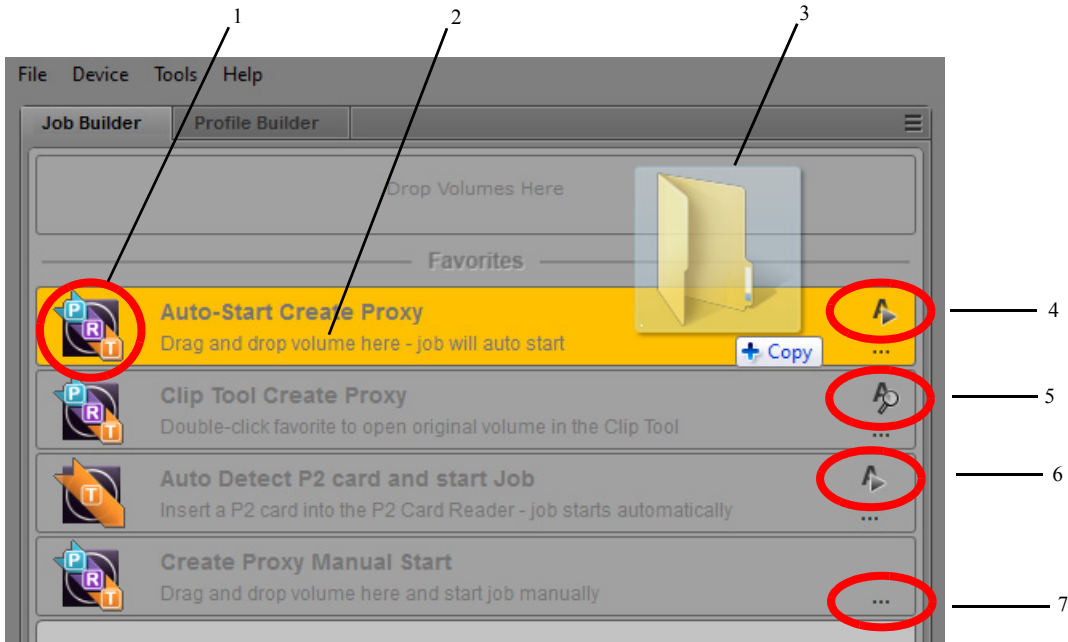 1 2 3
File Device Tools Help
Job Builder Profile Builder
Drop Volumes Here
Favorites
P R T Auto-Start Create Proxy A 4
Drag and drop volume here - job will auto start + Copy ...
P R T Clip Tool Create Proxy A 5
Double-click favorite to open original volume in the Clip Tool ...
T Auto Detect P2 card and start Job A 6
Insert a P2 card into the P2 Card Reader - job starts automatically ...
P R T Create Proxy Manual Start
Drag and drop volume here and start job manually ... 7